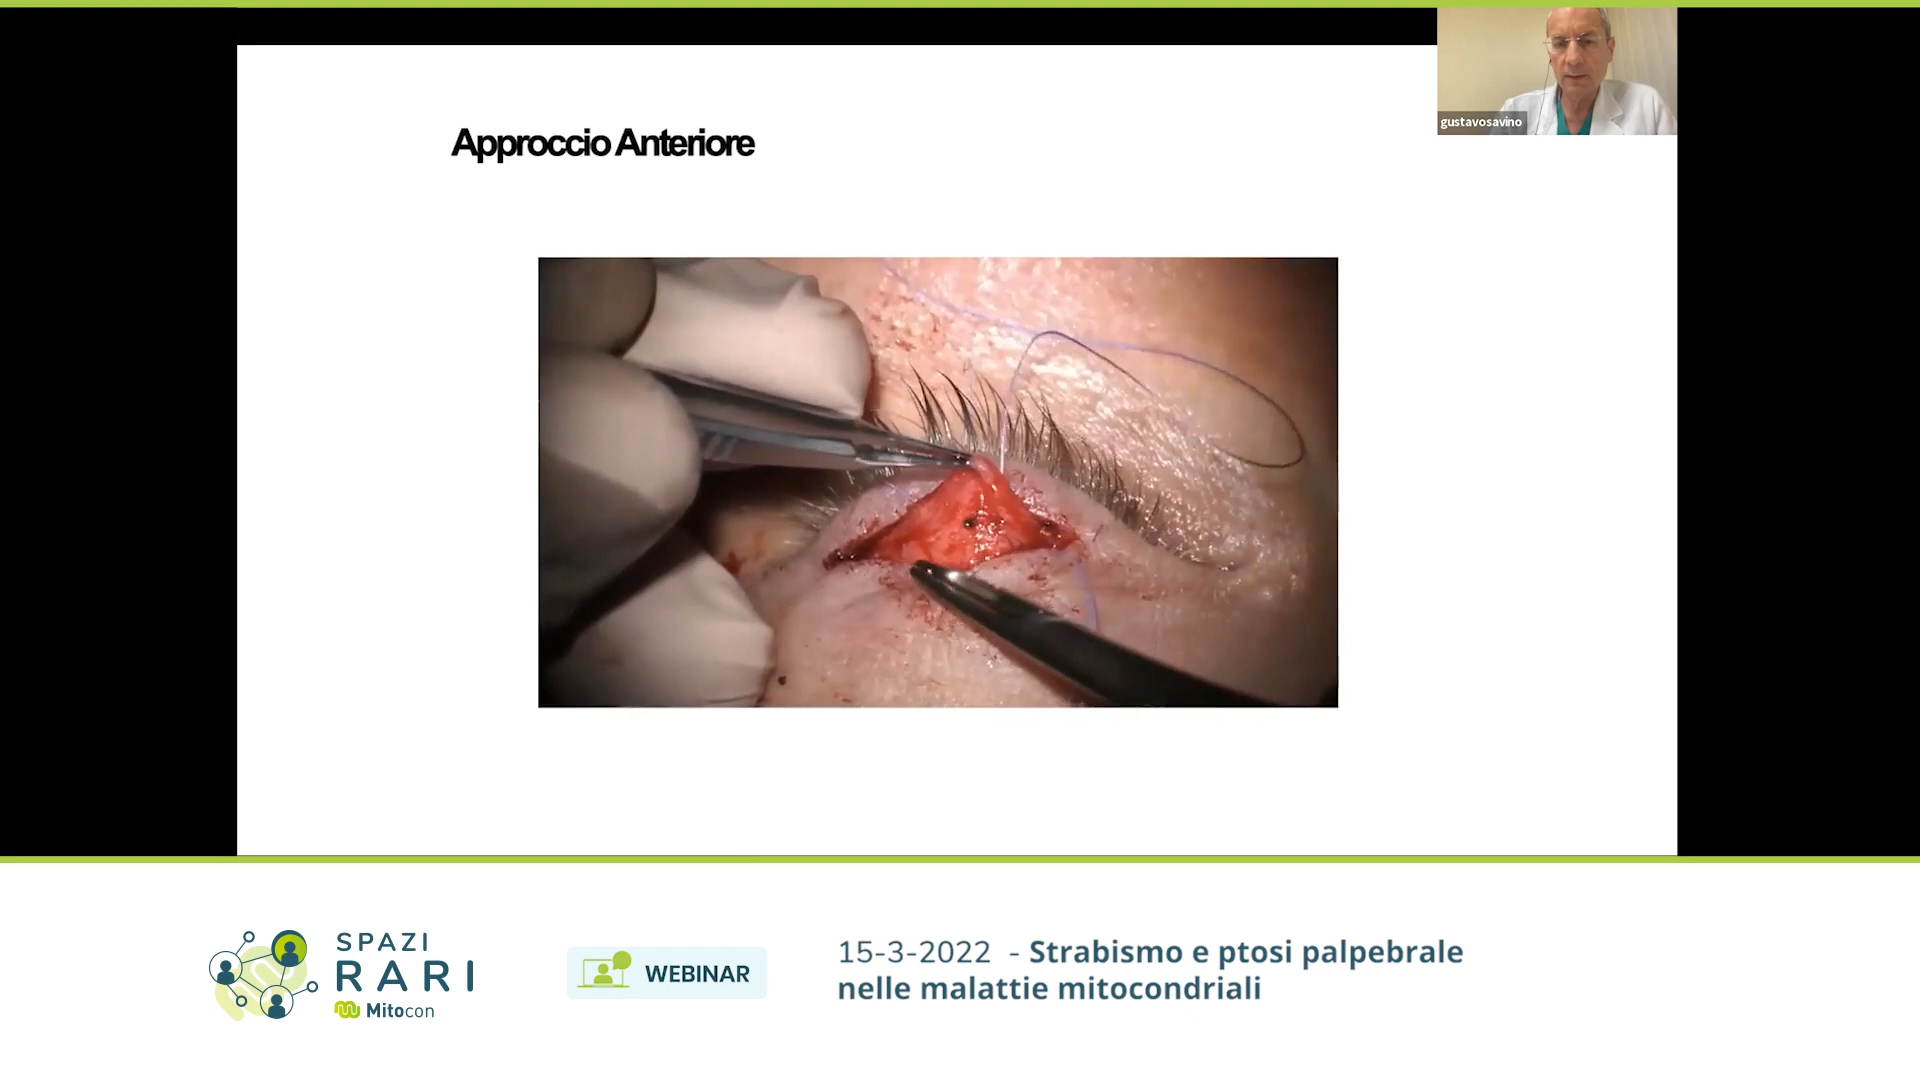 Approccio Anteriore
gustavosavino
SPAZI
RARI
Mitocon
WEBINAR
15-3-2022 - Strabismo e ptosi palpebrale
nelle malattie mitocondriali